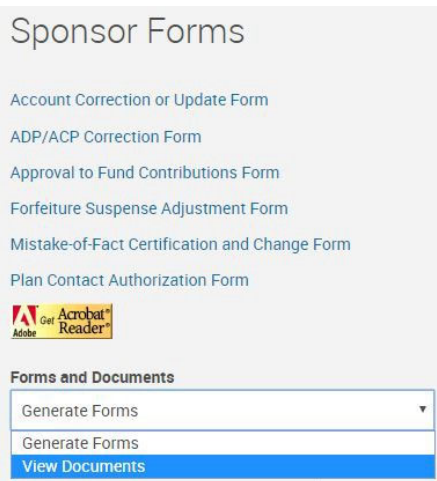 Sponsor Forms
Account Correction or Update Form
ADP/ACP Correction Form
Approval to Fund Contributions Form
Forfeiture Suspense Adjustment Form
Mistake-of-Fact Certification and Change Form
Plan Contact Authorization Form
Adobe Get Acrobat® Reader®
Forms and Documents
Generate Forms
Generate Forms
View Documents